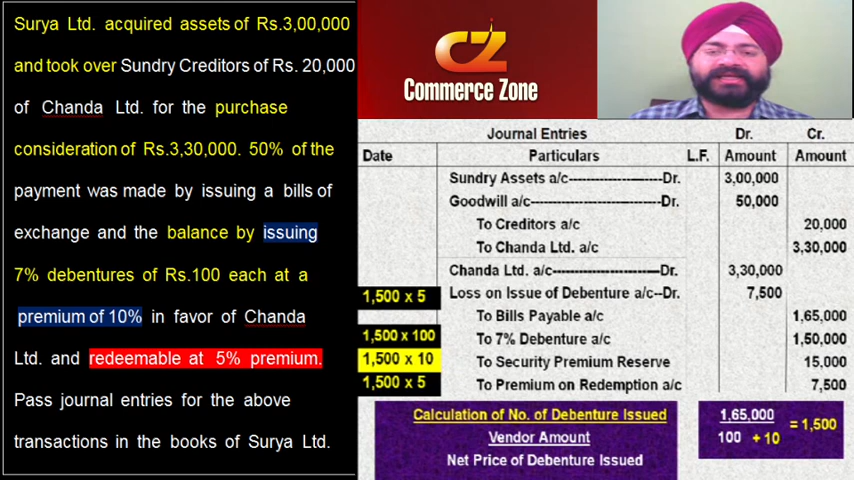 Surya Ltd. acquired assets of Rs.3,00,000
and took over Sundry Creditors of Rs. 20,000
of Chanda Ltd. for the purchase
consideration of Rs.3,30,000. 50% of the
payment was made by issuing a bills of
exchange and the balance by issuing
7% debentures of Rs.100 each at a
premium of 10% in favor of Chanda
Ltd. and redeemable at 5% premium.
Pass journal entries for the above
transactions in the books of Surya Ltd.
CZ
Commerce Zone
Journal Entries Dr. Cr.
Date Particulars L.F. Amount Amount
Sundry Assets a/c--------------------Dr. 3,00,000
Goodwill a/c----------------------------Dr. 50,000
To Creditors a/c 20,000
To Chanda Ltd. a/c 3,30,000
Chanda Ltd. a/c-----------------------Dr. 3,30,000
1,500 x 5 Loss on Issue of Debenture a/c--Dr. 7,500
To Bills Payable a/c 1,65,000
1,500 x 100 To 7% Debenture a/c 1,50,000
1,500 x 10 To Security Premium Reserve 15,000
1,500 x 5 To Premium on Redemption a/c 7,500
Calculation of No. of Debenture Issued
Vendor Amount
Net Price of Debenture Issued
1,65,000
100 + 10 = 1,500